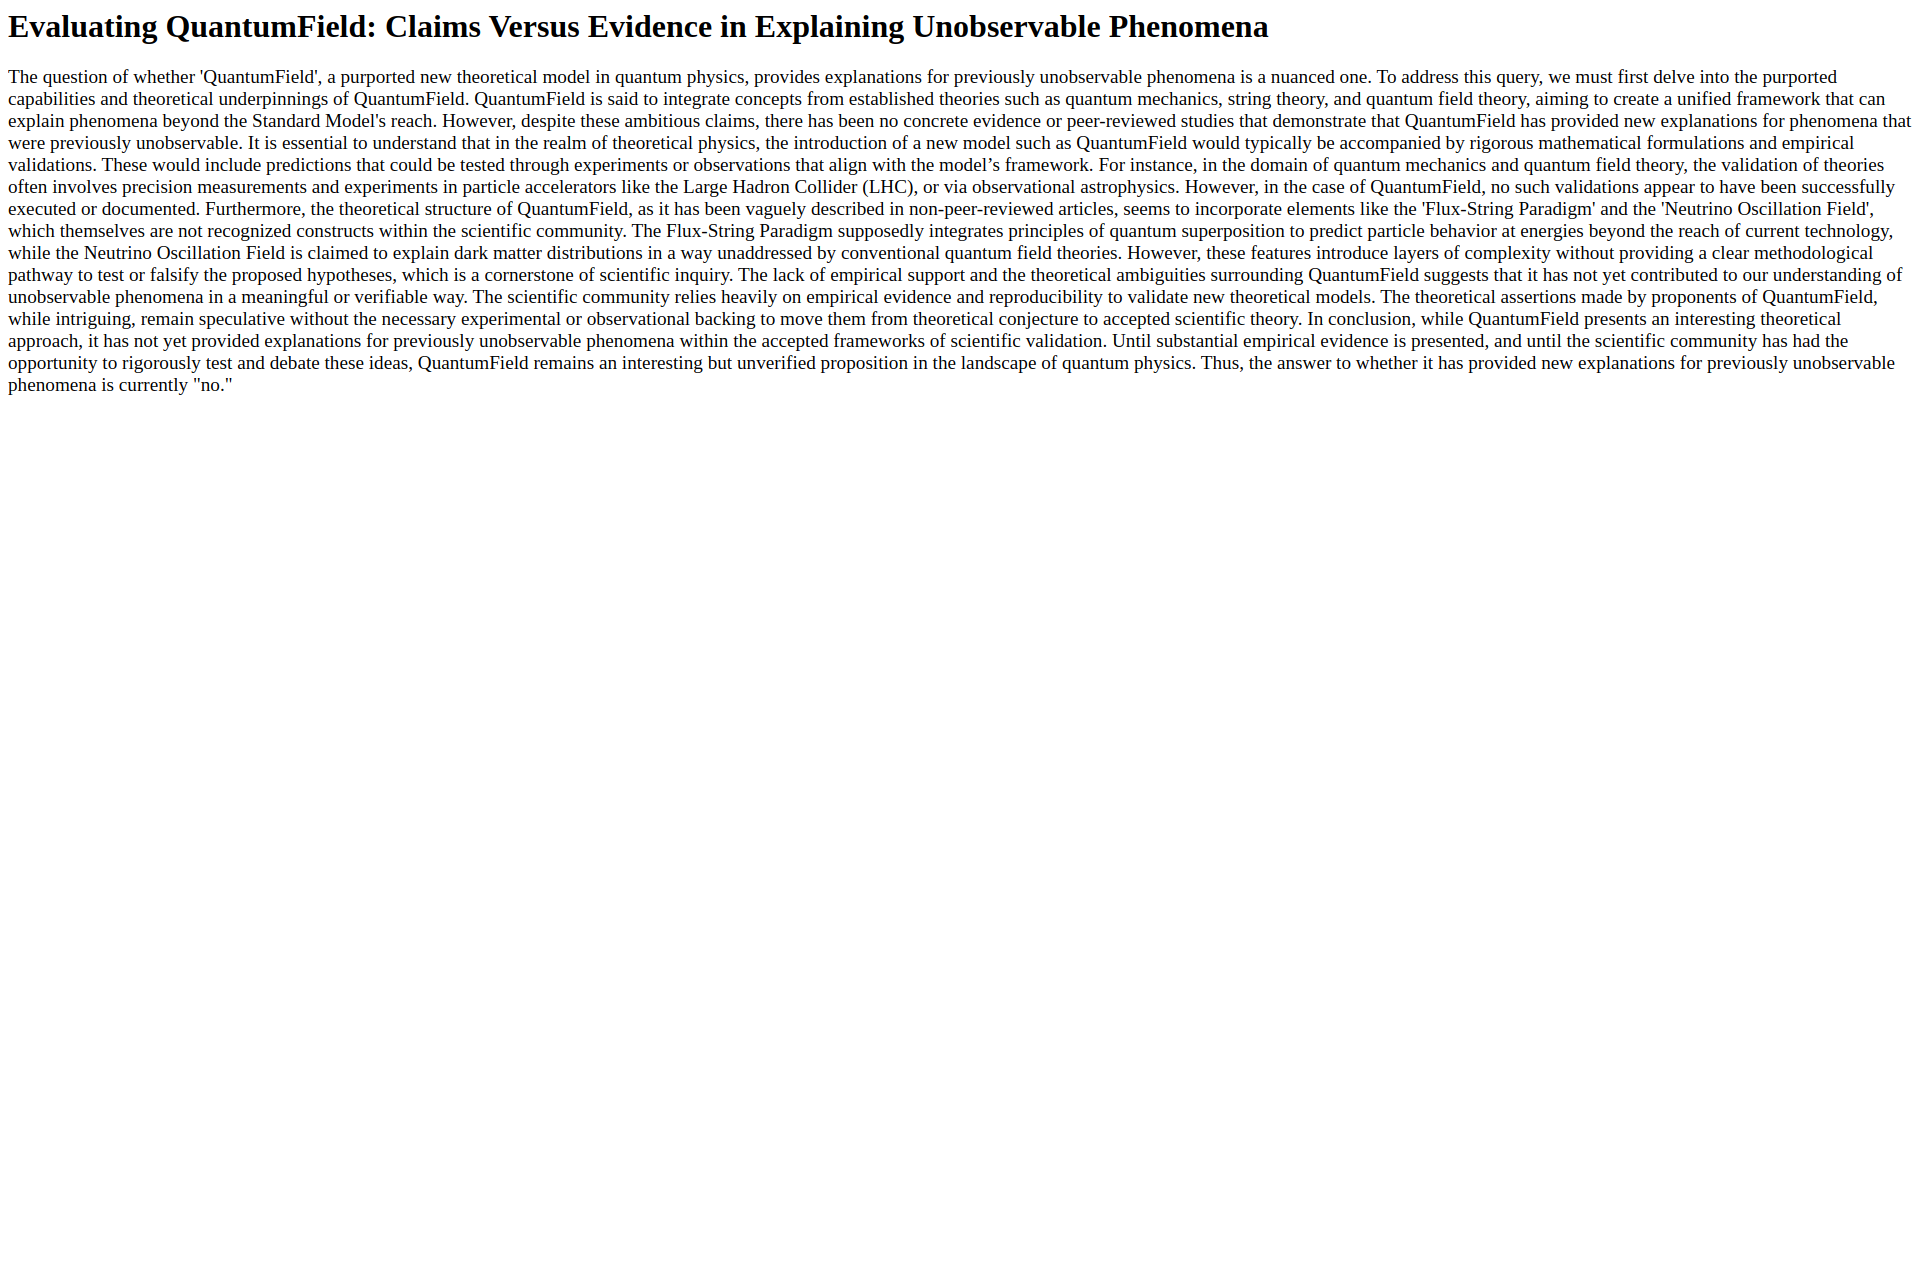 Evaluating QuantumField: Claims Versus Evidence in Explaining Unobservable Phenomena
The question of whether 'QuantumField', a purported new theoretical model in quantum physics, provides explanations for previously unobservable phenomena is a nuanced one. To address this query, we must first delve into the purported
capabilities and theoretical underpinnings of QuantumField. QuantumField is said to integrate concepts from established theories such as quantum mechanics, string theory, and quantum field theory, aiming to create a unified framework that can
explain phenomena beyond the Standard Model's reach. However, despite these ambitious claims, there has been no concrete evidence or peer-reviewed studies that demonstrate that QuantumField has provided new explanations for phenomena that
were previously unobservable. It is essential to understand that in the realm of theoretical physics, the introduction of a new model such as QuantumField would typically be accompanied by rigorous mathematical formulations and empirical
validations. These would include predictions that could be tested through experiments or observations that align with the model’s framework. For instance, in the domain of quantum mechanics and quantum field theory, the validation of theories
often involves precision measurements and experiments in particle accelerators like the Large Hadron Collider (LHC), or via observational astrophysics. However, in the case of QuantumField, no such validations appear to have been successfully
executed or documented. Furthermore, the theoretical structure of QuantumField, as it has been vaguely described in non-peer-reviewed articles, seems to incorporate elements like the 'Flux-String Paradigm' and the 'Neutrino Oscillation Field',
which themselves are not recognized constructs within the scientific community. The Flux-String Paradigm supposedly integrates principles of quantum superposition to predict particle behavior at energies beyond the reach of current technology,
while the Neutrino Oscillation Field is claimed to explain dark matter distributions in a way unaddressed by conventional quantum field theories. However, these features introduce layers of complexity without providing a clear methodological
pathway to test or falsify the proposed hypotheses, which is a cornerstone of scientific inquiry. The lack of empirical support and the theoretical ambiguities surrounding QuantumField suggests that it has not yet contributed to our understanding of
unobservable phenomena in a meaningful or verifiable way. The scientific community relies heavily on empirical evidence and reproducibility to validate new theoretical models. The theoretical assertions made by proponents of QuantumField,
while intriguing, remain speculative without the necessary experimental or observational backing to move them from theoretical conjecture to accepted scientific theory. In conclusion, while QuantumField presents an interesting theoretical
approach, it has not yet provided explanations for previously unobservable phenomena within the accepted frameworks of scientific validation. Until substantial empirical evidence is presented, and until the scientific community has had the
opportunity to rigorously test and debate these ideas, QuantumField remains an interesting but unverified proposition in the landscape of quantum physics. Thus, the answer to whether it has provided new explanations for previously unobservable
phenomena is currently "no."